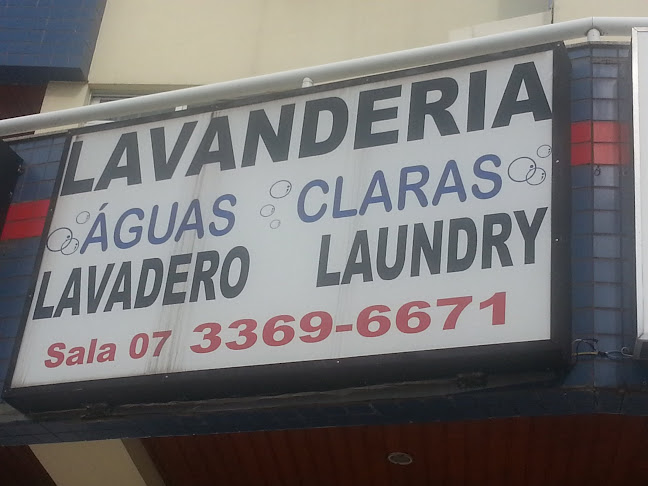 LAVANDERIA
ÁGUAS CLARAS
LAVADERO LAUNDRY
Sala 07 3369-6671